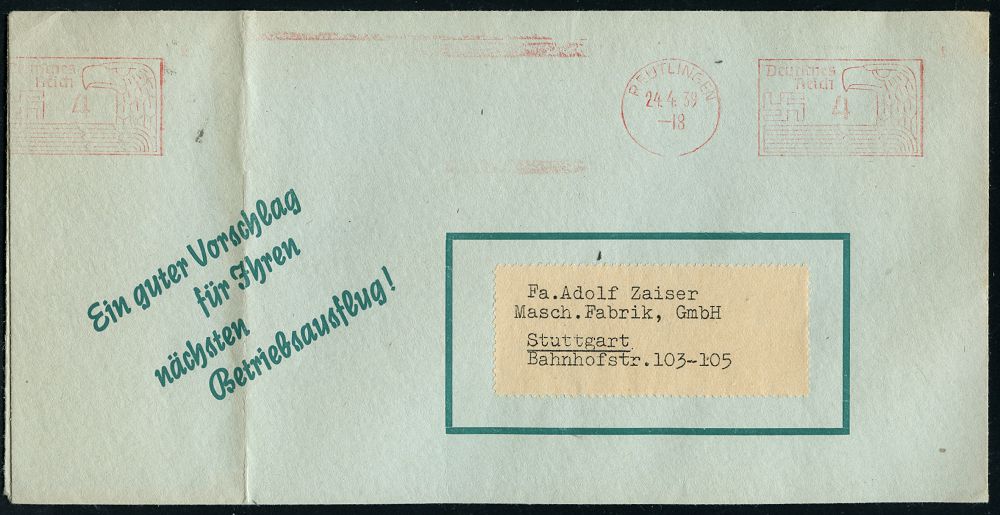 Deutsches
Reich
4
REUTLINGEN
24.4.39
-18
Deutsches
Reich
4
Ein guter Vorschlag
für Ihren
nächsten
Betriebsausflug!
Fa.Adolf Zaiser
Masch.Fabrik, GmbH
Stuttgart
Bahnhofstr.103-105